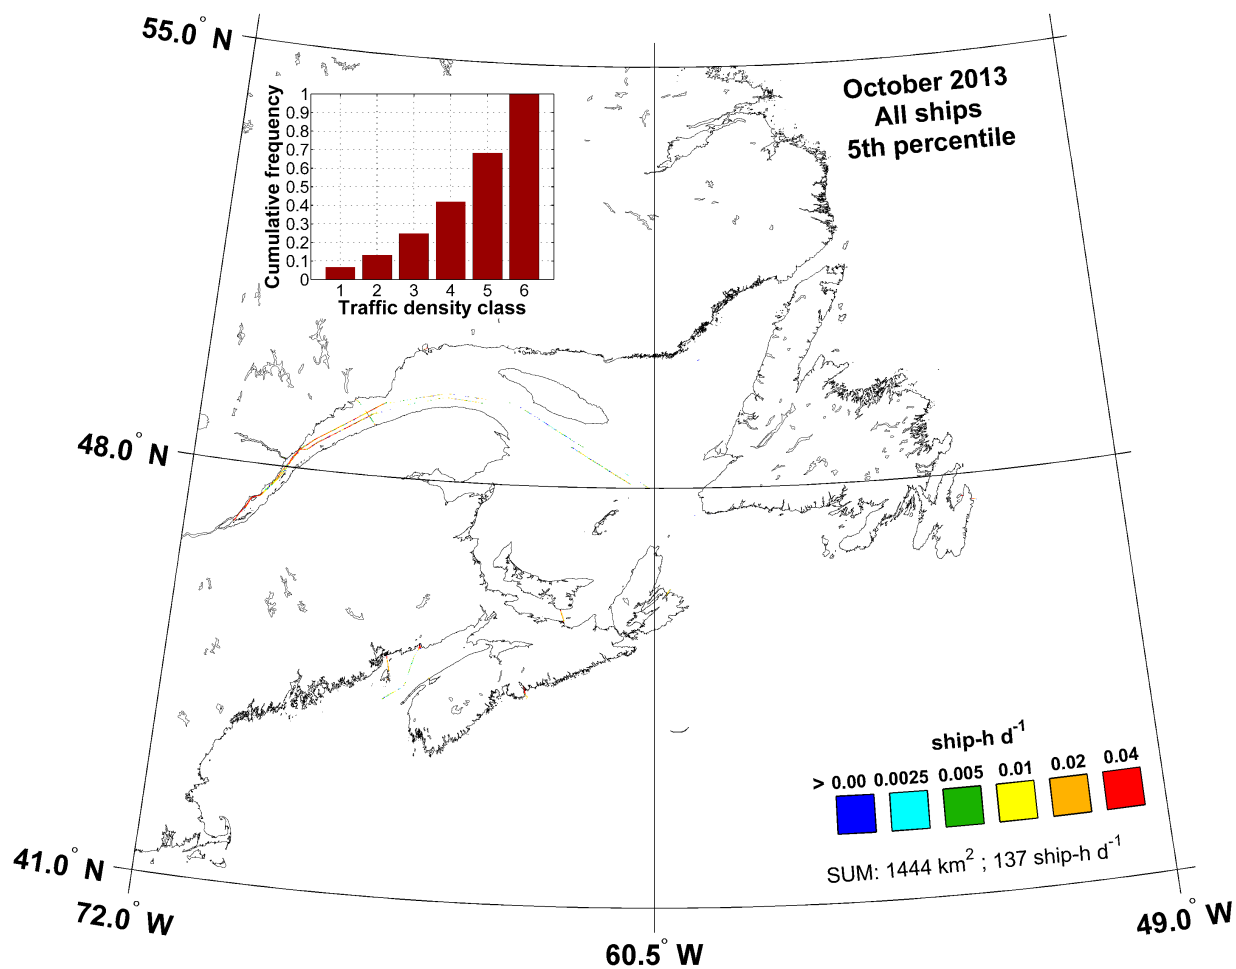 55.0° N
October 2013
All ships
5th percentile
Cumulative frequency
1
0.9
0.8
0.7
0.6
0.5
0.4
0.3
0.2
0.1
0
1 2 3 4 5 6
Traffic density class
48.0° N
ship-h d⁻¹
> 0.00 0.0025 0.005 0.01 0.02 0.04
SUM: 1444 km² ; 137 ship-h d⁻¹
41.0° N
72.0° W
60.5° W
49.0° W